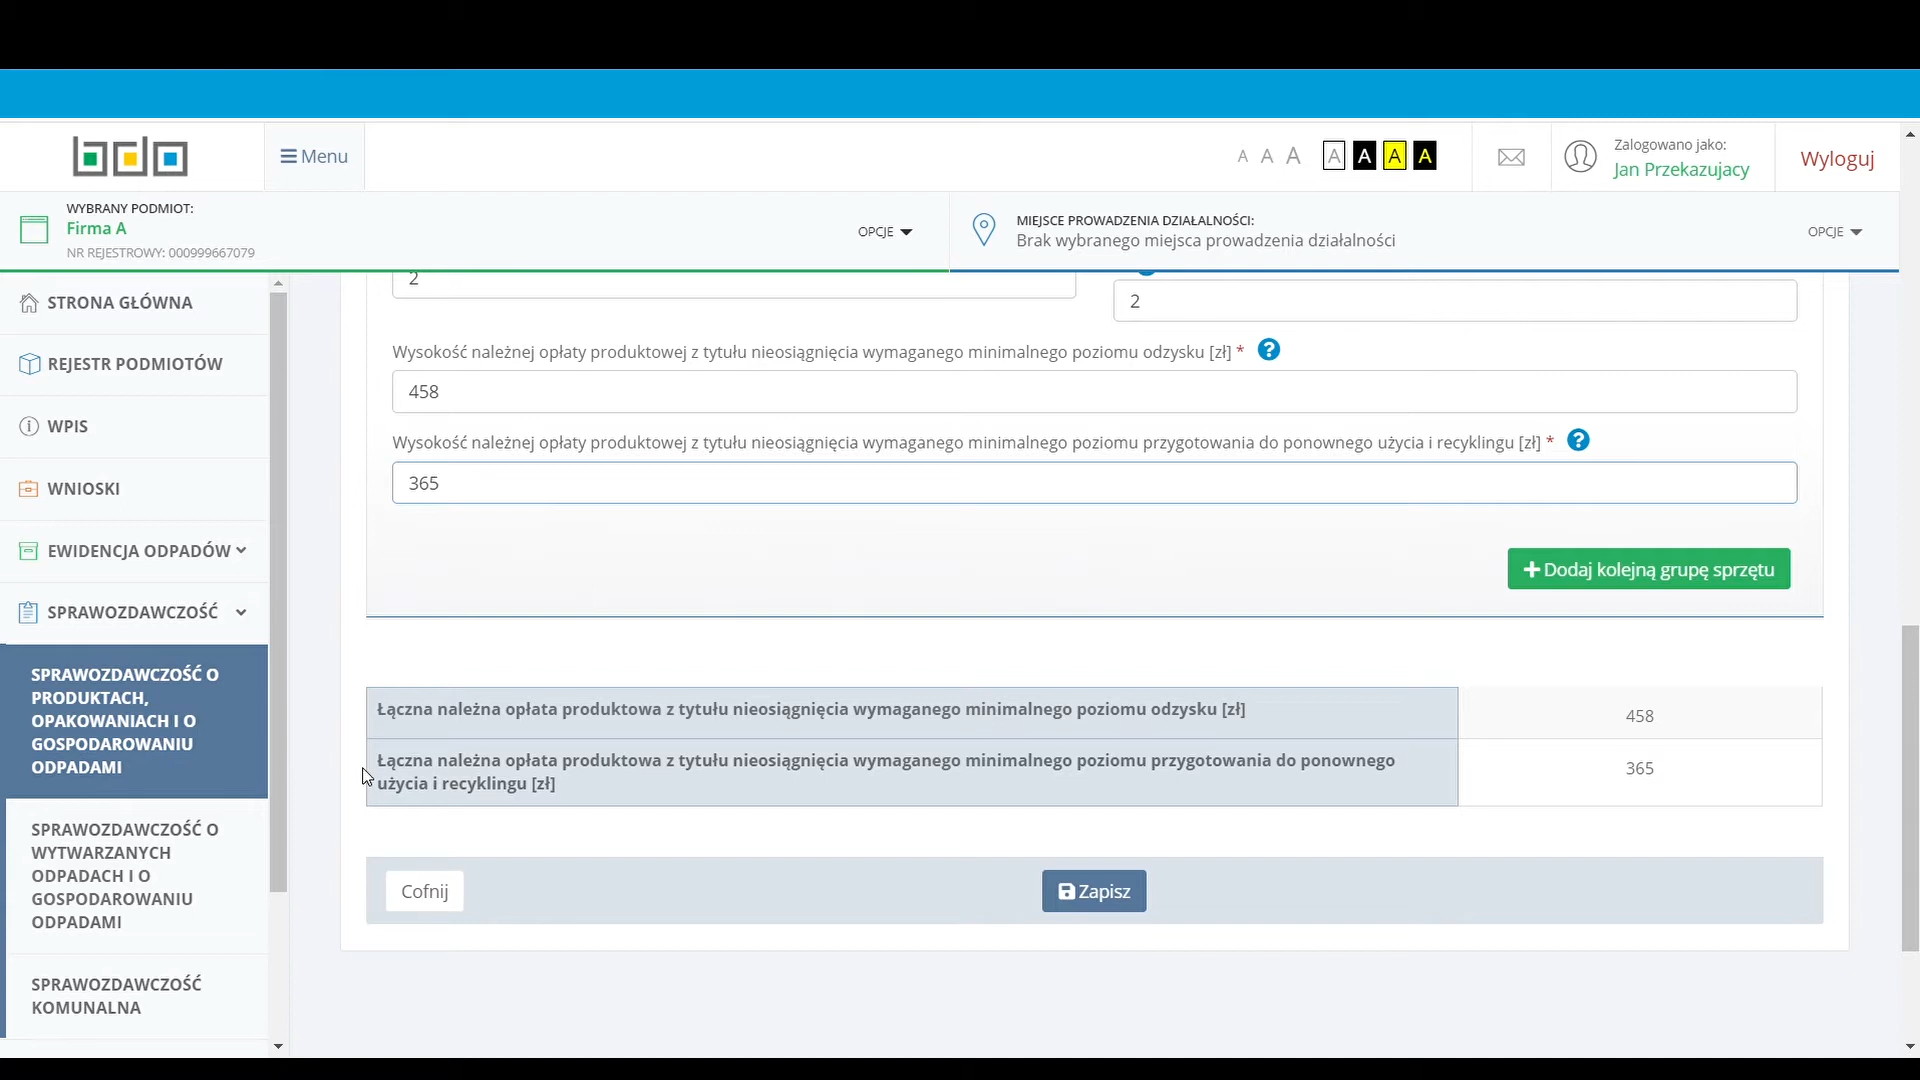 bdo
Menu
A A A A A A A
Zalogowano jako:
Jan Przekazujacy
Wyloguj
WYBRANY PODMIOT:
Firma A
NR REJESTROWY: 000999667079
OPCJE
MIEJSCE PROWADZENIA DZIAŁALNOŚCI:
Brak wybranego miejsca prowadzenia działalności
OPCJE
STRONA GŁÓWNA
REJESTR PODMIOTÓW
WPIS
WNIOSKI
EWIDENCJA ODPADÓW
SPRAWOZDAWCZOŚĆ
SPRAWOZDAWCZOŚĆ O
PRODUKTACH,
OPAKOWANIACH I O
GOSPODAROWANIU
ODPADAMI
SPRAWOZDAWCZOŚĆ O
WYTWARZANYCH
ODPADACH I O
GOSPODAROWANIU
ODPADAMI
SPRAWOZDAWCZOŚĆ
KOMUNALNA
2
2
Wysokość należnej opłaty produktowej z tytułu nieosiągnięcia wymaganego minimalnego poziomu odzysku [zł] * ?
458
Wysokość należnej opłaty produktowej z tytułu nieosiągnięcia wymaganego minimalnego poziomu przygotowania do ponownego użycia i recyklingu [zł] * ?
365
+ Dodaj kolejną grupę sprzętu
Łączna należna opłata produktowa z tytułu nieosiągnięcia wymaganego minimalnego poziomu odzysku [zł]
458
Łączna należna opłata produktowa z tytułu nieosiągnięcia wymaganego minimalnego poziomu przygotowania do ponownego
użycia i recyklingu [zł]
365
Cofnij
Zapisz